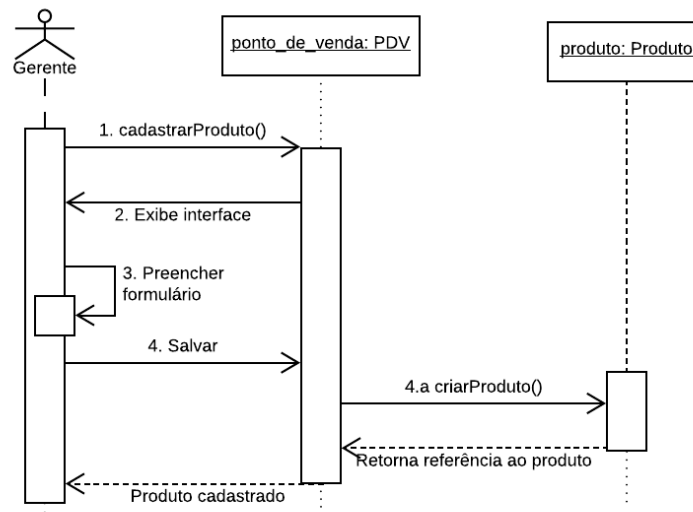 ponto_de_venda: PDV
produto: Produto
Gerente
1. cadastrarProduto()
2. Exibe interface
3. Preencher
formulário
4. Salvar
4.a criarProduto()
Retorna referência ao produto
Produto cadastrado